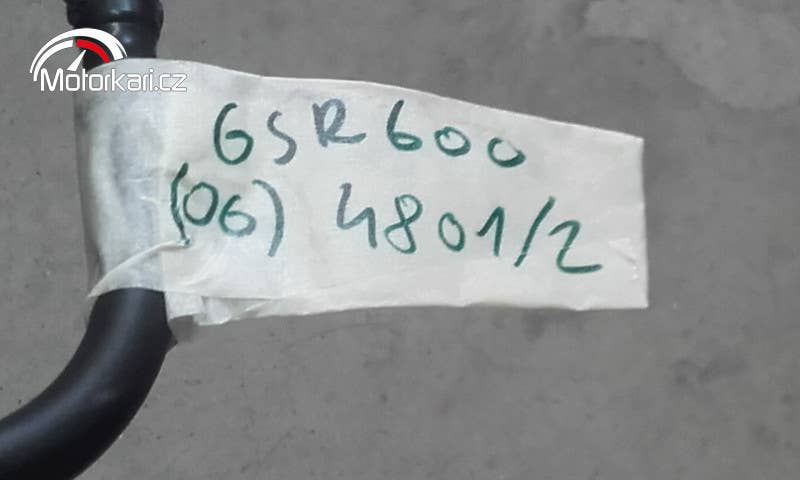 Motorkari.cz
GSR600
(06) 4801/2